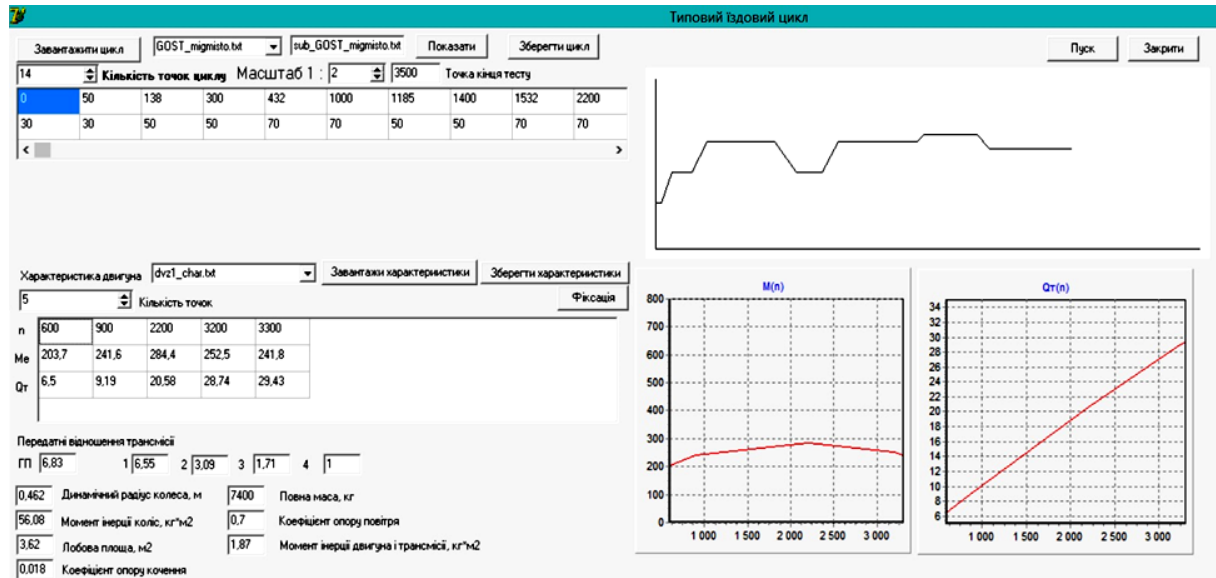 Типовий їздовий цикл
Завантажити цикл GOST_migmisto.txt sub_GOST_migmisto.txt Показати Зберегти цикл Пуск Закрити
14 Кількість точок циклу Масштаб 1 : 2 3500 Точка кінця тесту
0 50 138 300 432 1000 1185 1400 1532 2200
30 30 50 50 70 70 50 50 70 70
Характеристика двигуна dvz1_char.txt Завантажи характериистики Зберегти характериистики
5 Кількість точок Фіксація
n 600 900 2200 3200 3300
Me 203,7 241,6 284,4 252,5 241,8
Qт 6,5 9,19 20,58 28,74 29,43
Передатні відношення трансмісії
ГП 6,83 1 6,55 2 3,09 3 1,71 4 1
0,462 Динамічний радіус колеса, м 7400 Повна маса, кг
56,08 Момент інерції коліс, кг*м2 0,7 Коефіцієнт опору повітря
3,62 Лобова площа, м2 1,87 Момент інерції двигуна і трансмісії, кг*м2
0,018 Коефіцієнт опору кочення
M(n)
800
700
600
500
400
300
200
100
0
1 000 1 500 2 000 2 500 3 000
Qт(n)
34
32
30
28
26
24
22
20
18
16
14
12
10
8
6
1 000 1 500 2 000 2 500 3 000